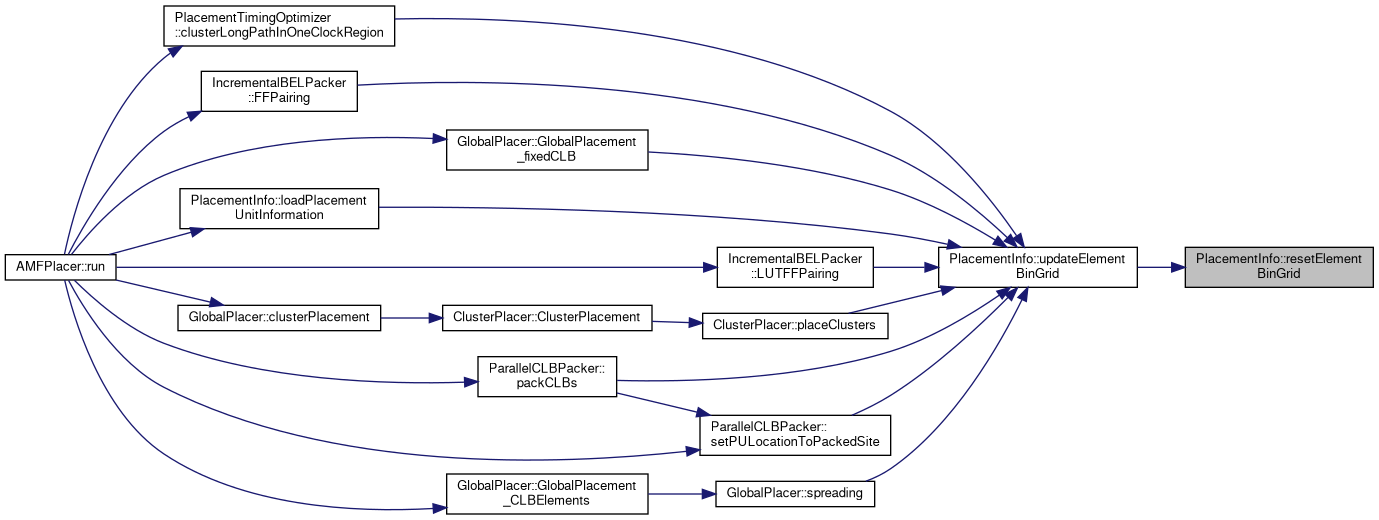 PlacementTimingOptimizer
::clusterLongPathInOneClockRegion
IncrementalBELPacker
::FFPairing
GlobalPlacer::GlobalPlacement
_fixedCLB
PlacementInfo::loadPlacement
UnitInformation
AMFPlacer::run
IncrementalBELPacker
::LUTFFPairing
PlacementInfo::updateElement
BinGrid
PlacementInfo::resetElement
BinGrid
GlobalPlacer::clusterPlacement
ClusterPlacer::ClusterPlacement
ClusterPlacer::placeClusters
ParallelCLBPacker::
packCLBs
ParallelCLBPacker::
setPULocationToPackedSite
GlobalPlacer::GlobalPlacement
_CLBElements
GlobalPlacer::spreading